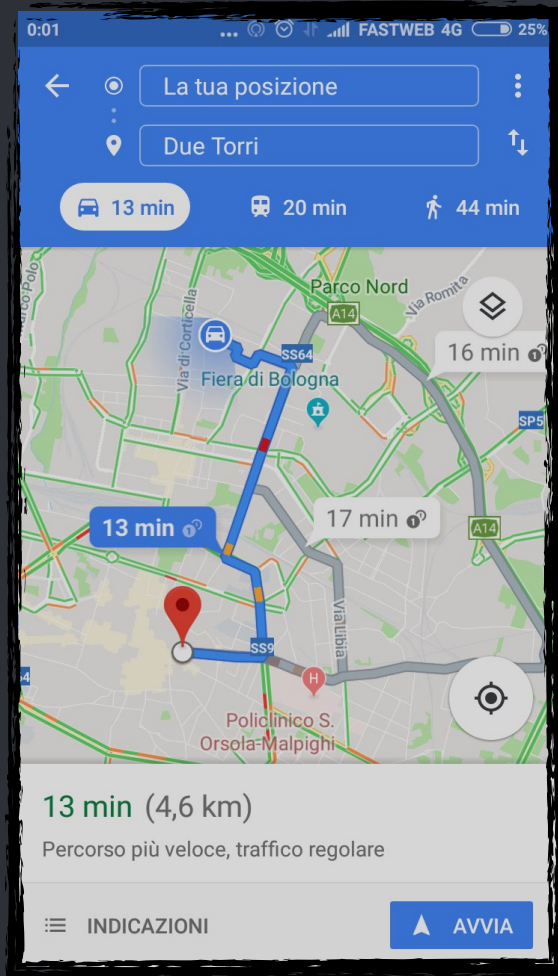 0:01
... FASTWEB 4G 25%
La tua posizione
Due Torri
13 min
20 min
44 min
Parco Nord
Via Romita
A14
Via di Corticella
SS64
16 min
Fiera di Bologna
SP5
13 min
17 min
A14
Via Libia
SS9
H
Policlinico S.
Orsola-Malpighi
13 min (4,6 km)
Percorso più veloce, traffico regolare
INDICAZIONI
AVVIA